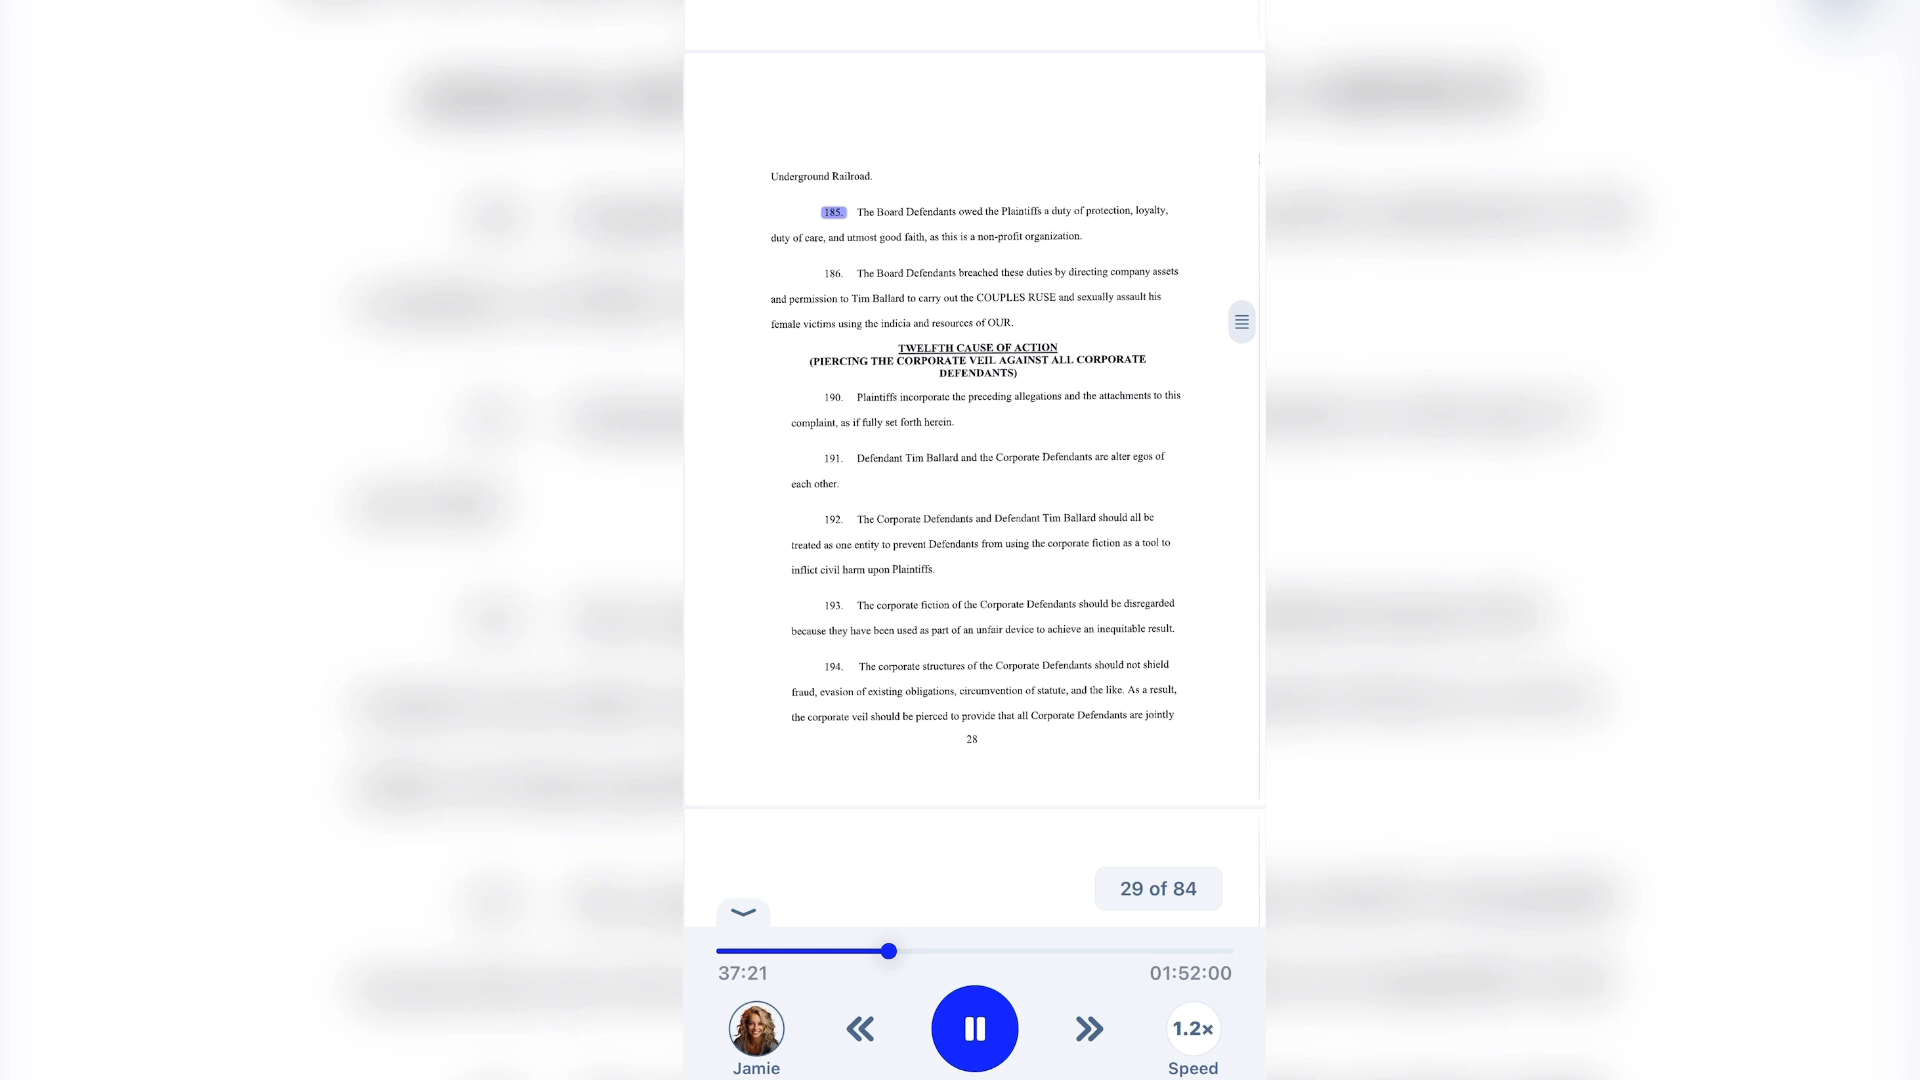 Underground Railroad.
185. The Board Defendants owed the Plaintiffs a duty of protection, loyalty,
duty of care, and utmost good faith, as this is a non-profit organization.
186. The Board Defendants breached these duties by directing company assets
and permission to Tim Ballard to carry out the COUPLES RUSE and sexually assault his
female victims using the indicia and resources of OUR.
TWELFTH CAUSE OF ACTION
(PIERCING THE CORPORATE VEIL AGAINST ALL CORPORATE
DEFENDANTS)
190. Plaintiffs incorporate the preceding allegations and the attachments to this
complaint, as if fully set forth herein.
191. Defendant Tim Ballard and the Corporate Defendants are alter egos of
each other.
192. The Corporate Defendants and Defendant Tim Ballard should all be
treated as one entity to prevent Defendants from using the corporate fiction as a tool to
inflict civil harm upon Plaintiffs.
193. The corporate fiction of the Corporate Defendants should be disregarded
because they have been used as part of an unfair device to achieve an inequitable result.
194. The corporate structures of the Corporate Defendants should not shield
fraud, evasion of existing obligations, circumvention of statute, and the like. As a result,
the corporate veil should be pierced to provide that all Corporate Defendants are jointly
28
29 of 84
37:21
01:52:00
1.2×
Jamie
Speed